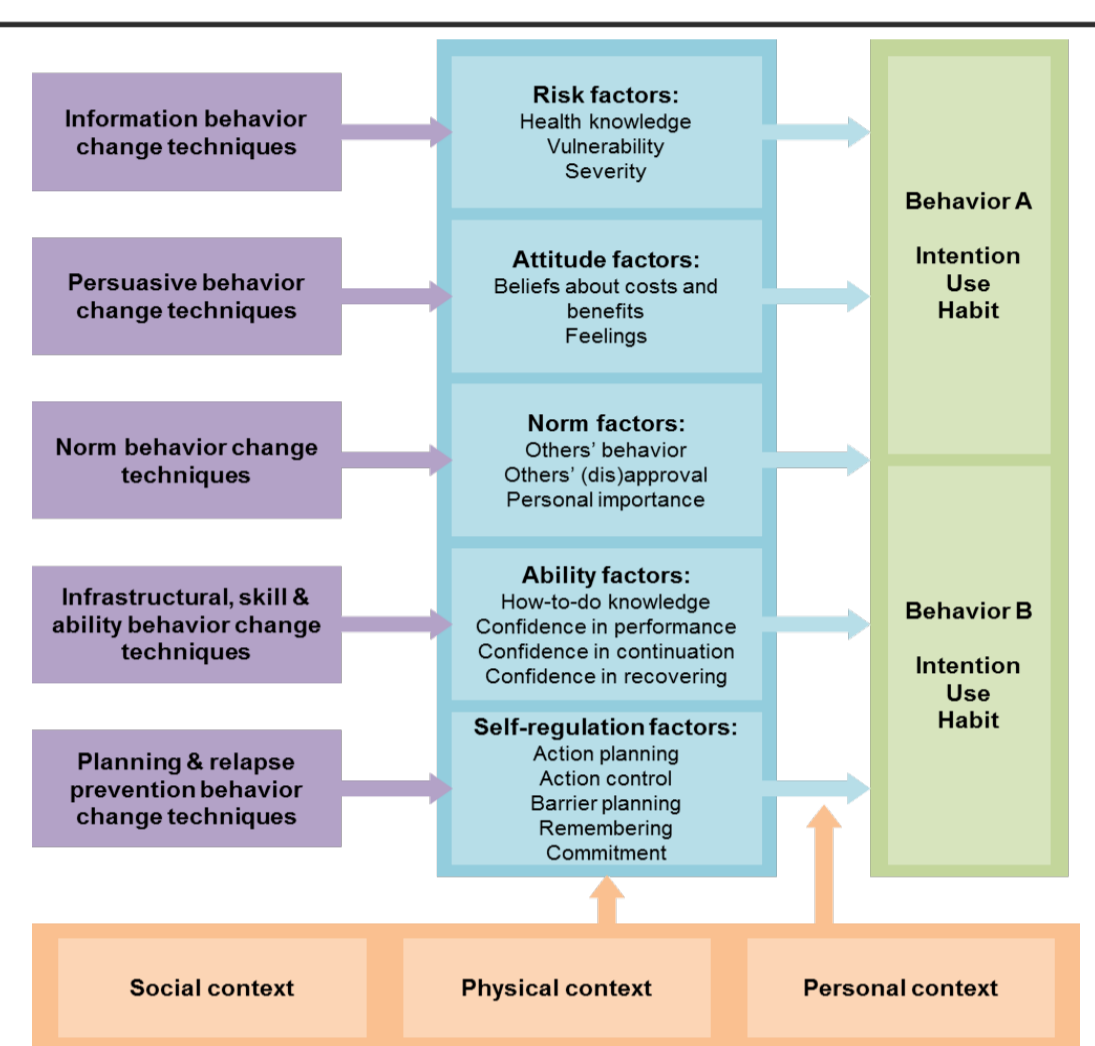 Information behavior
change techniques
Risk factors:
Health knowledge
Vulnerability
Severity
Persuasive behavior
change techniques
Attitude factors:
Beliefs about costs and
benefits
Feelings
Norm behavior change
techniques
Norm factors:
Others’ behavior
Others’ (dis)approval
Personal importance
Infrastructural, skill &
ability behavior change
techniques
Ability factors:
How-to-do knowledge
Confidence in performance
Confidence in continuation
Confidence in recovering
Planning & relapse
prevention behavior
change techniques
Self-regulation factors:
Action planning
Action control
Barrier planning
Remembering
Commitment
Behavior A
Intention
Use
Habit
Behavior B
Intention
Use
Habit
Social context
Physical context
Personal context